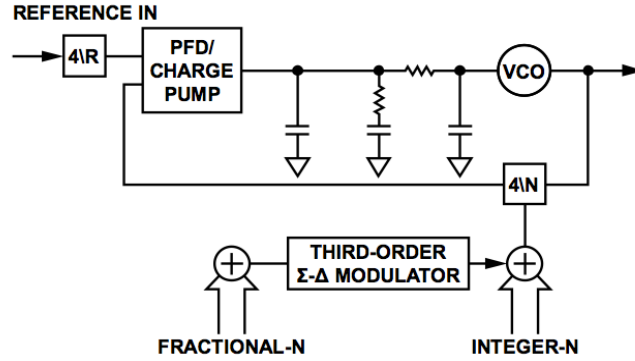 REFERENCE IN
4\R
PFD/
CHARGE
PUMP
VCO
4\N
THIRD-ORDER
Σ-Δ MODULATOR
+
+
FRACTIONAL-N
INTEGER-N